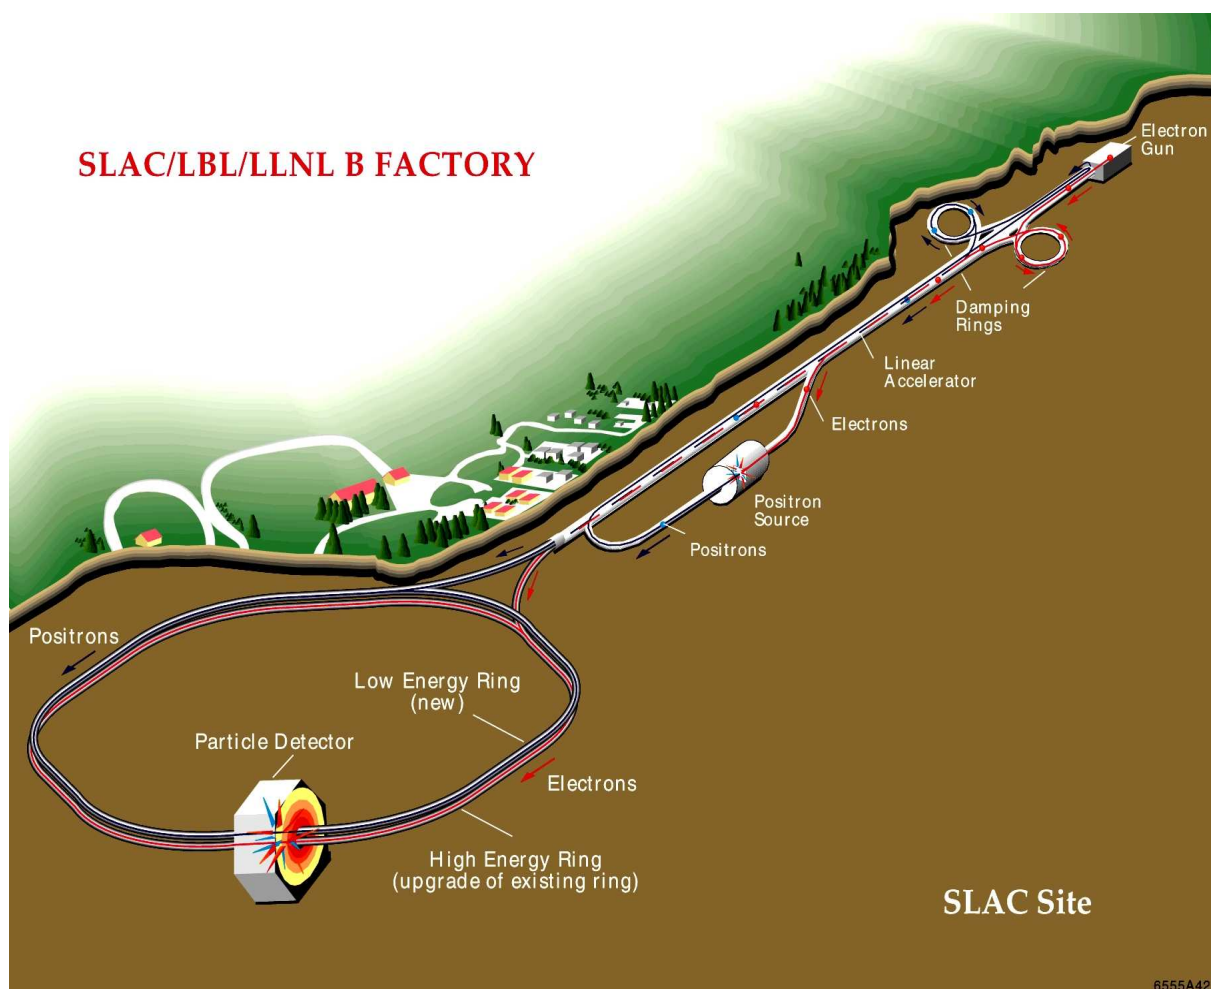 SLAC/LBL/LLNL B FACTORY
Electron
Gun
Damping
Rings
Linear
Accelerator
Electrons
Positron
Source
Positrons
Positrons
Low Energy Ring
(new)
Particle Detector
Electrons
High Energy Ring
(upgrade of existing ring)
SLAC Site
6555A42